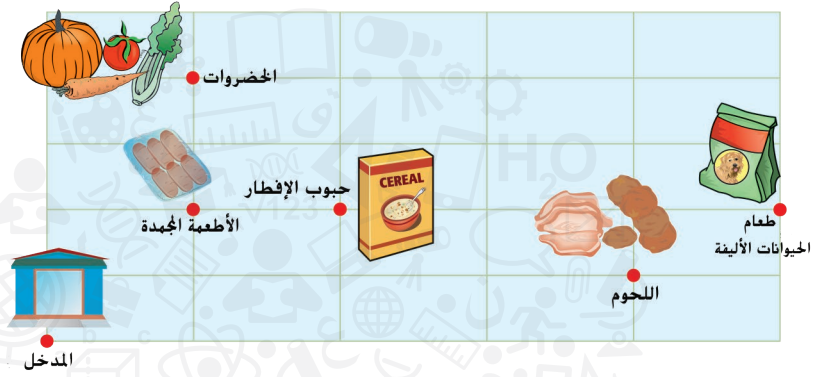 الخضروات
CEREAL
حبوب الإفطار
الأطعمة المجمدة
طعام
الحيوانات الأليفة
اللحوم
المدخل